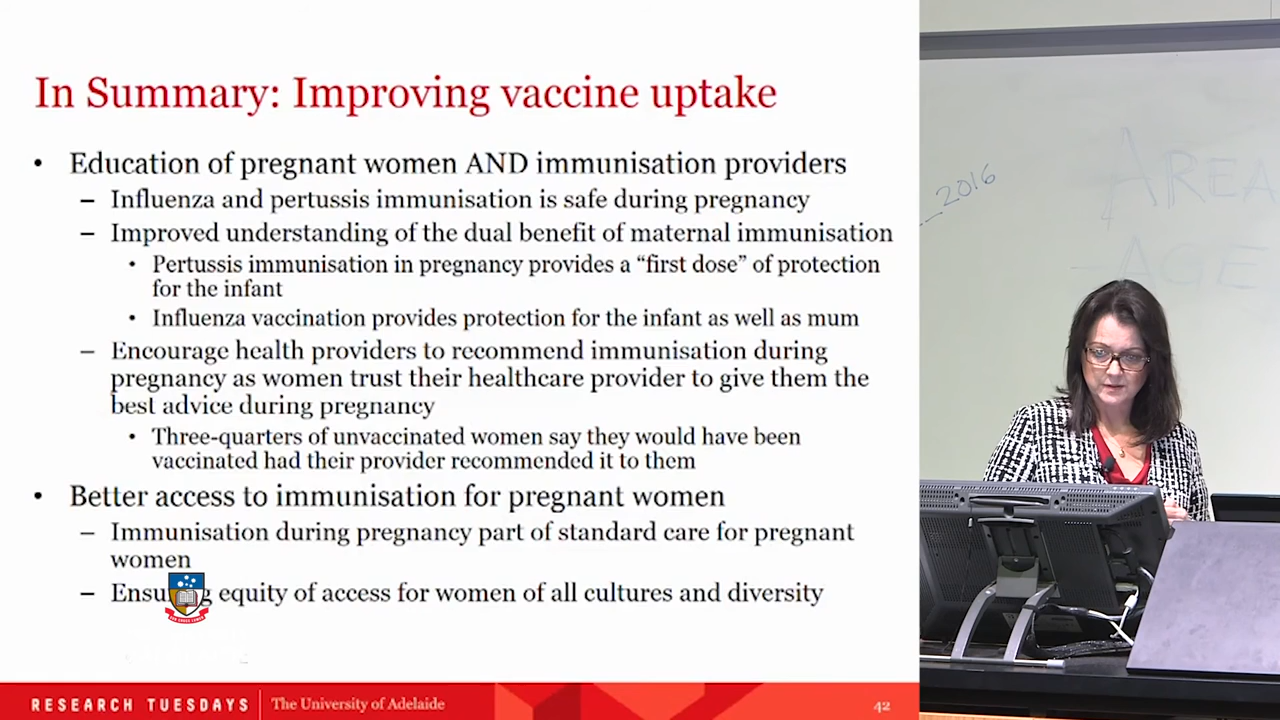 In Summary: Improving vaccine uptake
• Education of pregnant women AND immunisation providers
– Influenza and pertussis immunisation is safe during pregnancy
– Improved understanding of the dual benefit of maternal immunisation
• Pertussis immunisation in pregnancy provides a “first dose” of protection
for the infant
• Influenza vaccination provides protection for the infant as well as mum
– Encourage health providers to recommend immunisation during
pregnancy as women trust their healthcare provider to give them the
best advice during pregnancy
• Three-quarters of unvaccinated women say they would have been
vaccinated had their provider recommended it to them
• Better access to immunisation for pregnant women
– Immunisation during pregnancy part of standard care for pregnant
women
– equity of access for women of all cultures and diversity
RESEARCH TUESDAYS The University of Adelaide 42
2016
AREA
AGE